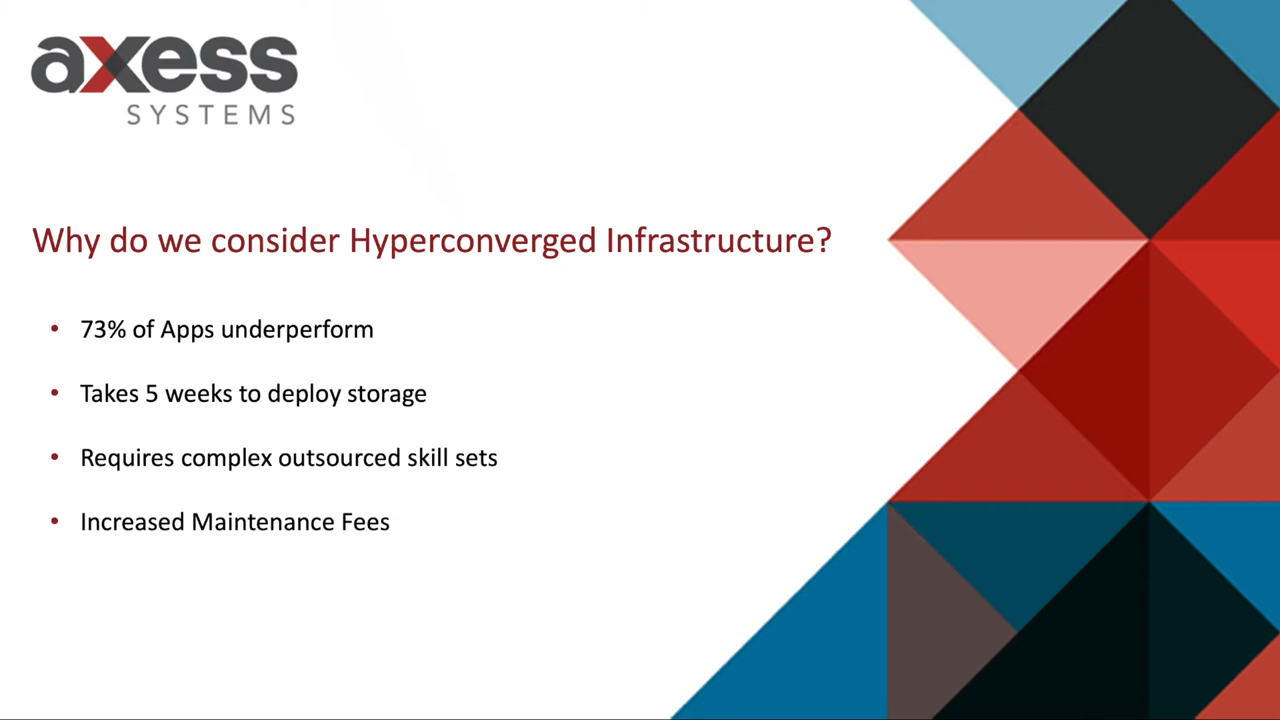 axess
SYSTEMS
Why do we consider Hyperconverged Infrastructure?
• 73% of Apps underperform
• Takes 5 weeks to deploy storage
• Requires complex outsourced skill sets
• Increased Maintenance Fees